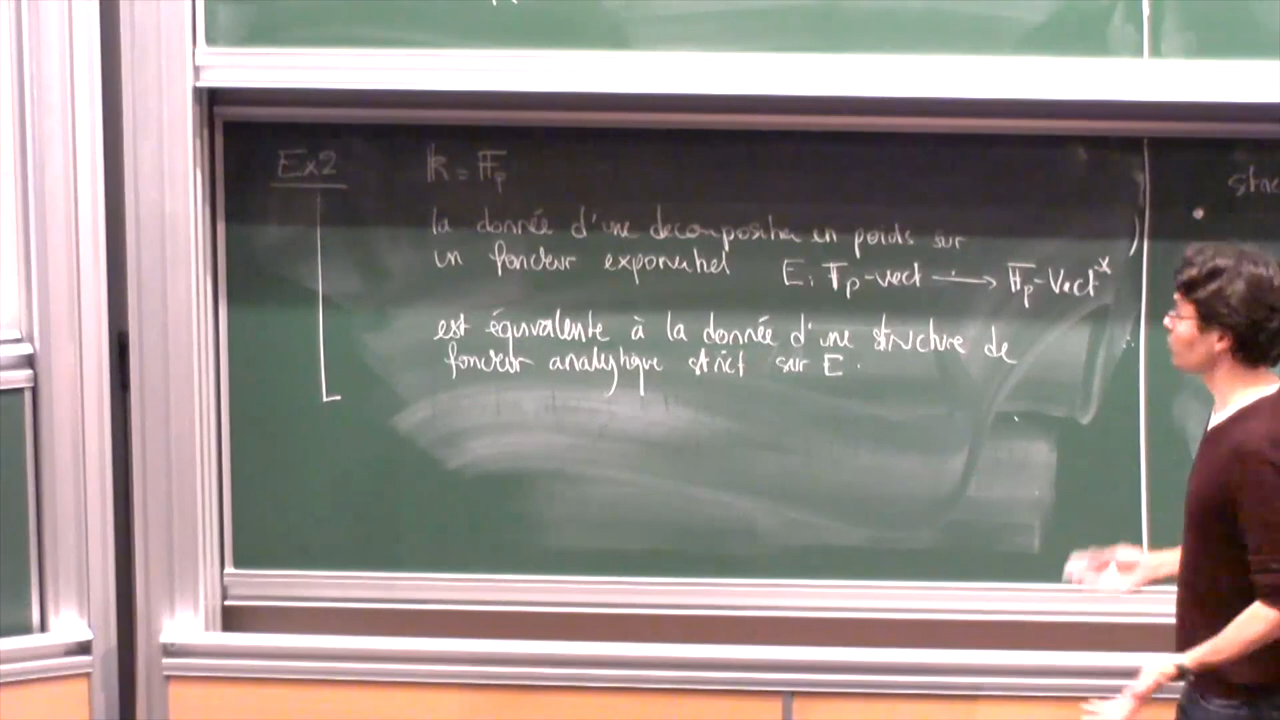 Ex2
𝕜 = 𝔽p
la donnée d'une decomposition en poids sur
un foncteur exponentiel E : 𝔽p-vect → 𝔽p-Vect*
est équivalente à la donnée d'une structure de
foncteur analytique strict sur E.